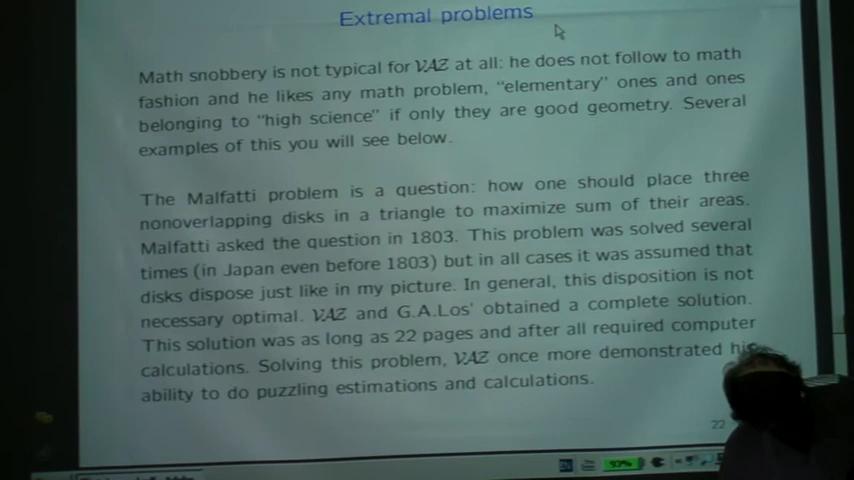 Extremal problems
Math snobbery is not typical for VAZ at all: he does not follow to math
fashion and he likes any math problem, "elementary" ones and ones
belonging to "high science" if only they are good geometry. Several
examples of this you will see below.
The Malfatti problem is a question: how one should place three
nonoverlapping disks in a triangle to maximize sum of their areas.
Malfatti asked the question in 1803. This problem was solved several
times (in Japan even before 1803) but in all cases it was assumed that
disks dispose just like in my picture. In general, this disposition is not
necessary optimal. VAZ and G.A.Los' obtained a complete solution.
This solution was as long as 22 pages and after all required computer
calculations. Solving this problem, VAZ once more demonstrated his
ability to do puzzling estimations and calculations.
22
EN 92%